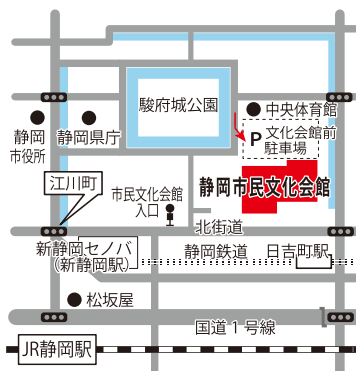 駿府城公園
中央体育館
静岡
市役所
静岡県庁
P 文化会館前
駐車場
江川町
市民文化会館
入口
静岡市民文化会館
北街道
新静岡セノバ
(新静岡駅)
静岡鉄道
日吉町駅
松坂屋
国道1号線
JR静岡駅